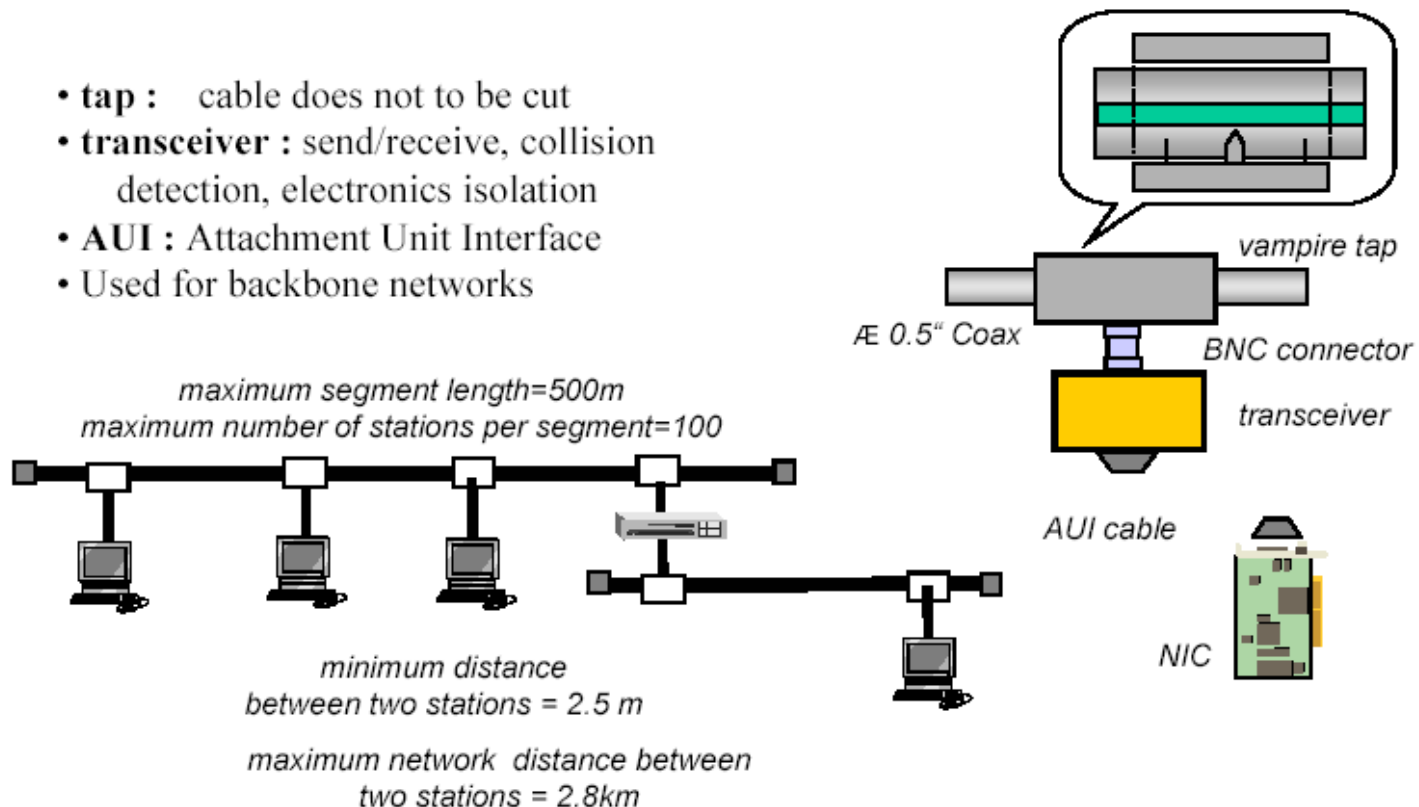 • tap :   cable does not to be cut
• transceiver : send/receive, collision
detection, electronics isolation
• AUI : Attachment Unit Interface
• Used for backbone networks
maximum segment length=500m
maximum number of stations per segment=100
minimum distance
between two stations = 2.5 m
maximum network  distance between
two stations = 2.8km
vampire tap
Æ 0.5“ Coax
BNC connector
transceiver
AUI cable
NIC